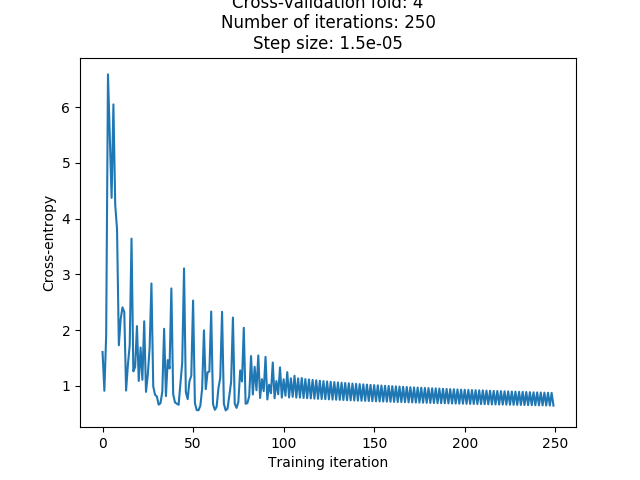 Cross-validation fold: 4
Number of iterations: 250
Step size: 1.5e-05
6
5
4
3
2
1
Cross-entropy
0 50 100 150 200 250
Training iteration